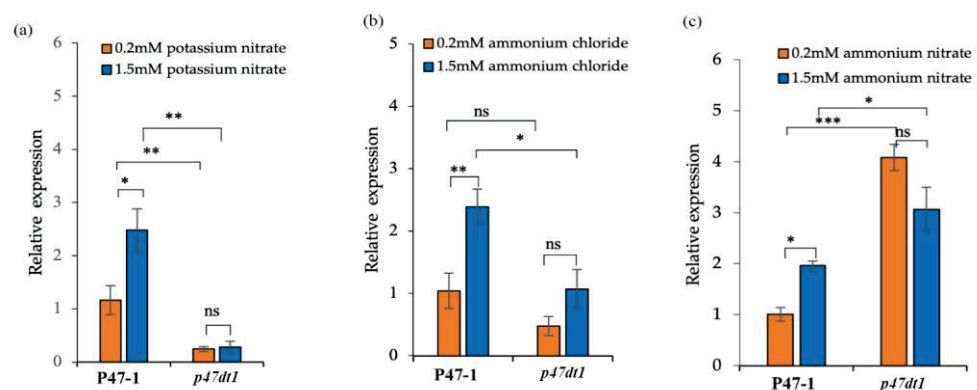 (a)
6
5
4
3
2
1
0
Relative expression
0.2mM potassium nitrate
1.5mM potassium nitrate
**
**
*
ns
P47-1
p47dt1
(b)
5
4
3
2
1
0
Relative expression
0.2mM ammonium chloride
1.5mM ammonium chloride
ns
*
**
ns
P47-1
p47dt1
(c)
6
5
4
3
2
1
0
Relative expression
0.2mM ammonium nitrate
1.5mM ammonium nitrate
*
***
ns
*
P47-1
p47dt1